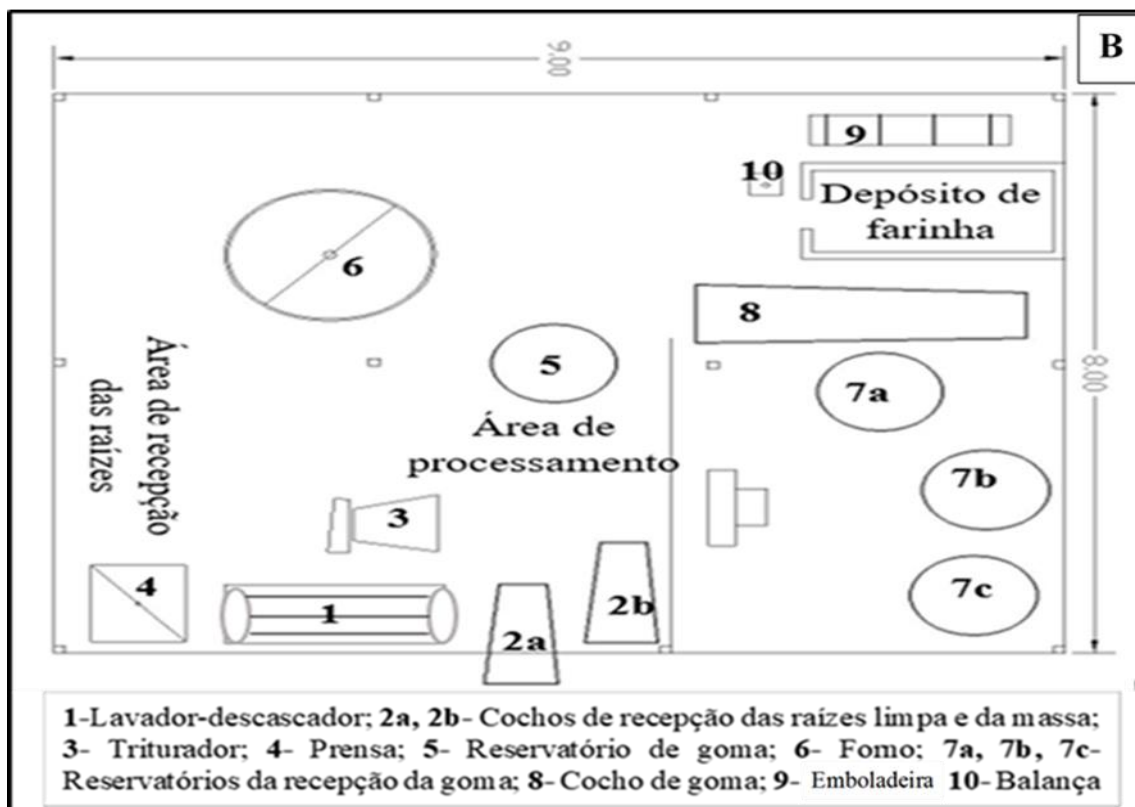 B
9.00
9
10
Depósito de
farinha
6
8
8.00
Área de recepção
das raízes
5
7a
Área de
processamento
7b
3
4
1
2a
2b
7c
1-Lavador-descascador; 2a, 2b- Cochos de recepção das raízes limpa e da massa;
3- Triturador; 4- Prensa; 5- Reservatório de goma; 6- Forno; 7a, 7b, 7c-
Reservatórios da recepção da goma; 8- Cocho de goma; 9- Emboladeira 10- Balança